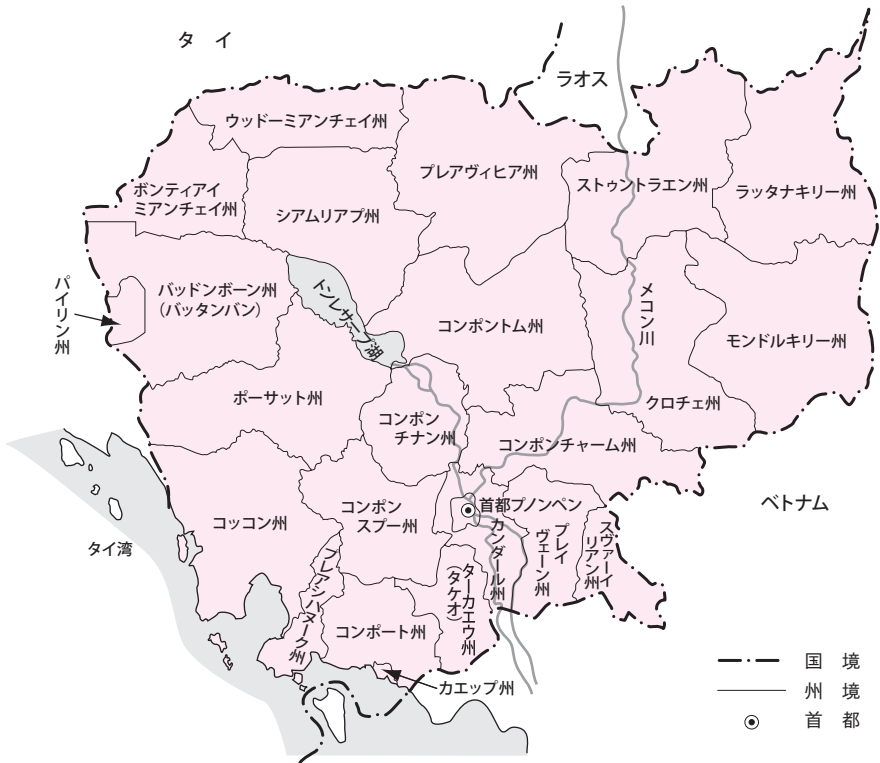 タイ
ラオス
ウッドーミアンチェイ州
プレアヴィヒア州
ストゥントラエン州
ラッタナキリー州
ボンティアイ
ミアンチェイ州
シアムリアプ州
パイリン州
バッドンボーン州
（バッタンバン）
トンレサープ湖
コンポントム州
メコン川
モンドルキリー州
ポーサット州
コンポン
チナン州
クロチェ州
コンポンチャーム州
コッコン州
コンポン
スプー州
首都プノンペン
カンダール州
プレイ
ヴェーン州
スヴァーイ
リアン州
ベトナム
タイ湾
プレアシハヌーク州
コンポート州
ターカエウ州
（タケオ）
カエップ州
国境
州境
首都